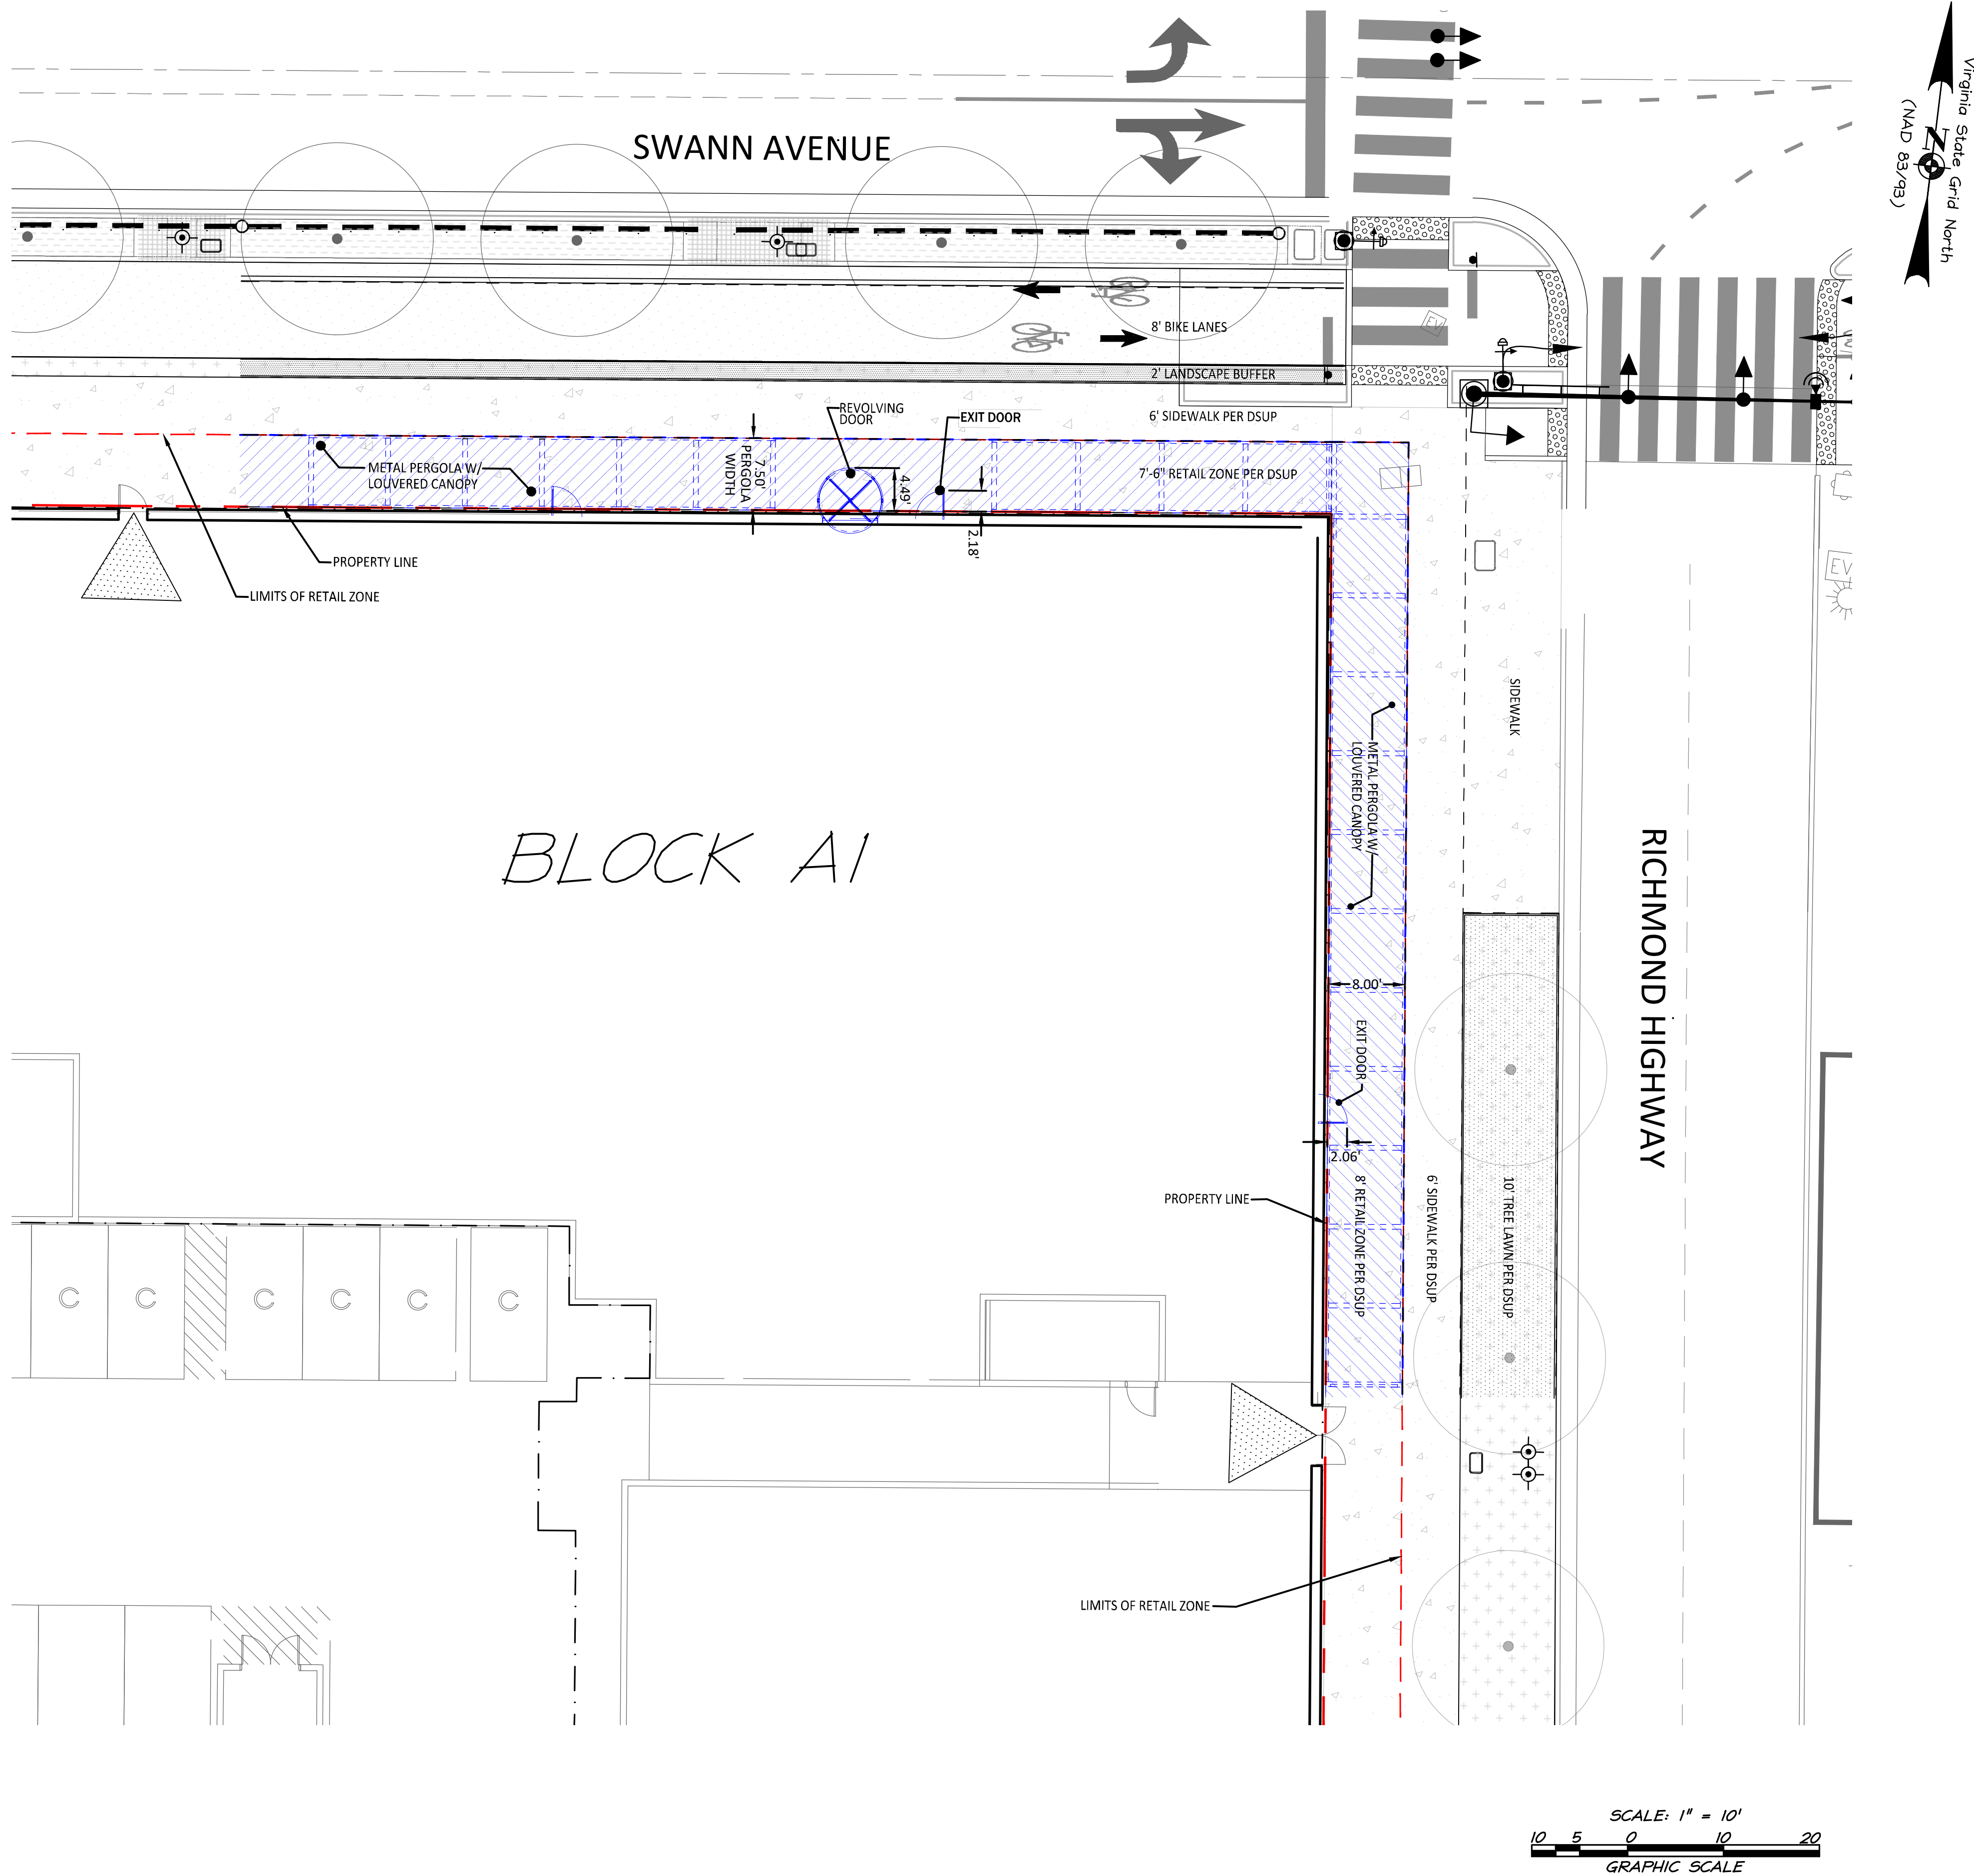 Virginia State Grid North
(NAD 83/93)
N
SWANN AVENUE
8' BIKE LANES
EV
2' LANDSCAPE BUFFER
6' SIDEWALK PER DSUP
REVOLVING
DOOR
EXIT DOOR
METAL PERGOLA W/
LOUVERED CANOPY
7.50'
PERGOLA
WIDTH
4.49'
7'-6" RETAIL ZONE PER DSUP
2.18'
PROPERTY LINE
LIMITS OF RETAIL ZONE
EV
SIDEWALK
METAL PERGOLA W/
LOUVERED CANOPY
BLOCK A1
RICHMOND HIGHWAY
8.00'
EXIT DOOR
2.06'
PROPERTY LINE
8' RETAIL ZONE PER DSUP
6' SIDEWALK PER DSUP
10' TREE LAWN PER DSUP
C
C
C
C
C
C
LIMITS OF RETAIL ZONE
SCALE: 1" = 10'
10 5 0 10 20
GRAPHIC SCALE